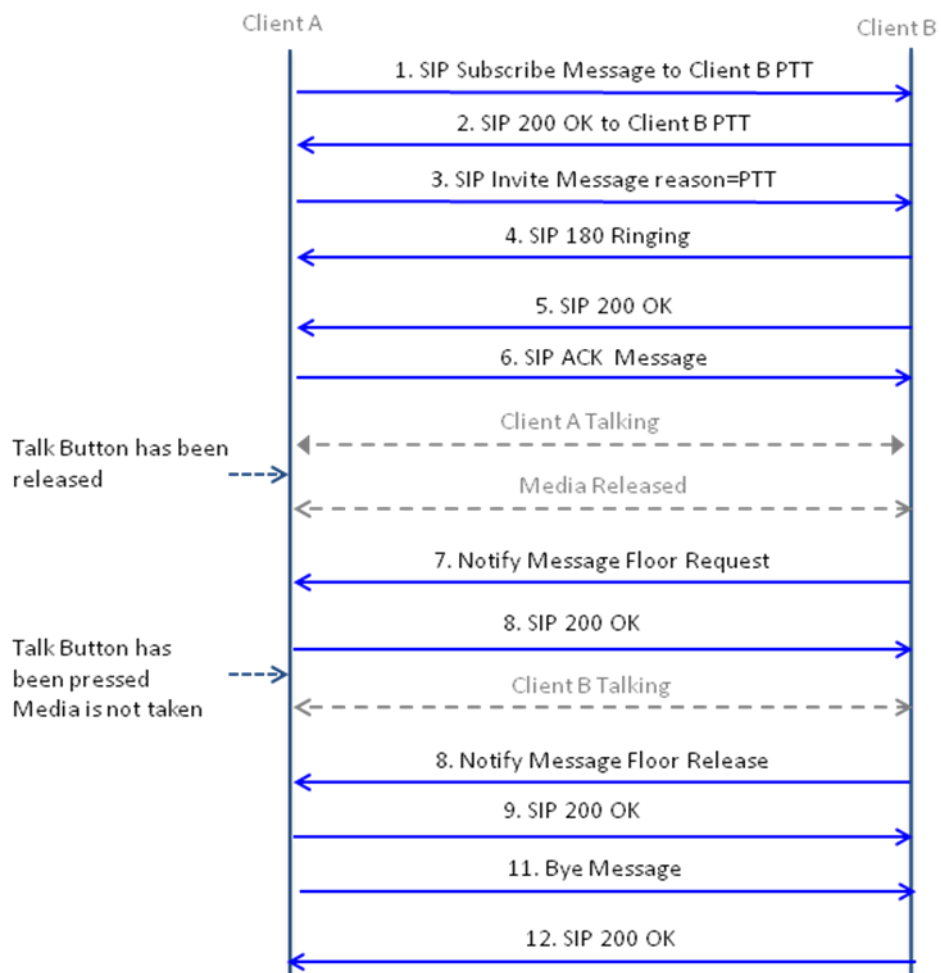 Client A
Client B
1. SIP Subscribe Message to Client B PTT
2. SIP 200 OK to Client B PTT
3. SIP Invite Message reason=PTT
4. SIP 180 Ringing
5. SIP 200 OK
6. SIP ACK Message
Client A Talking
Talk Button has been
released
Media Released
7. Notify Message Floor Request
8. SIP 200 OK
Talk Button has
been pressed
Media is not taken
Client B Talking
8. Notify Message Floor Release
9. SIP 200 OK
11. Bye Message
12. SIP 200 OK